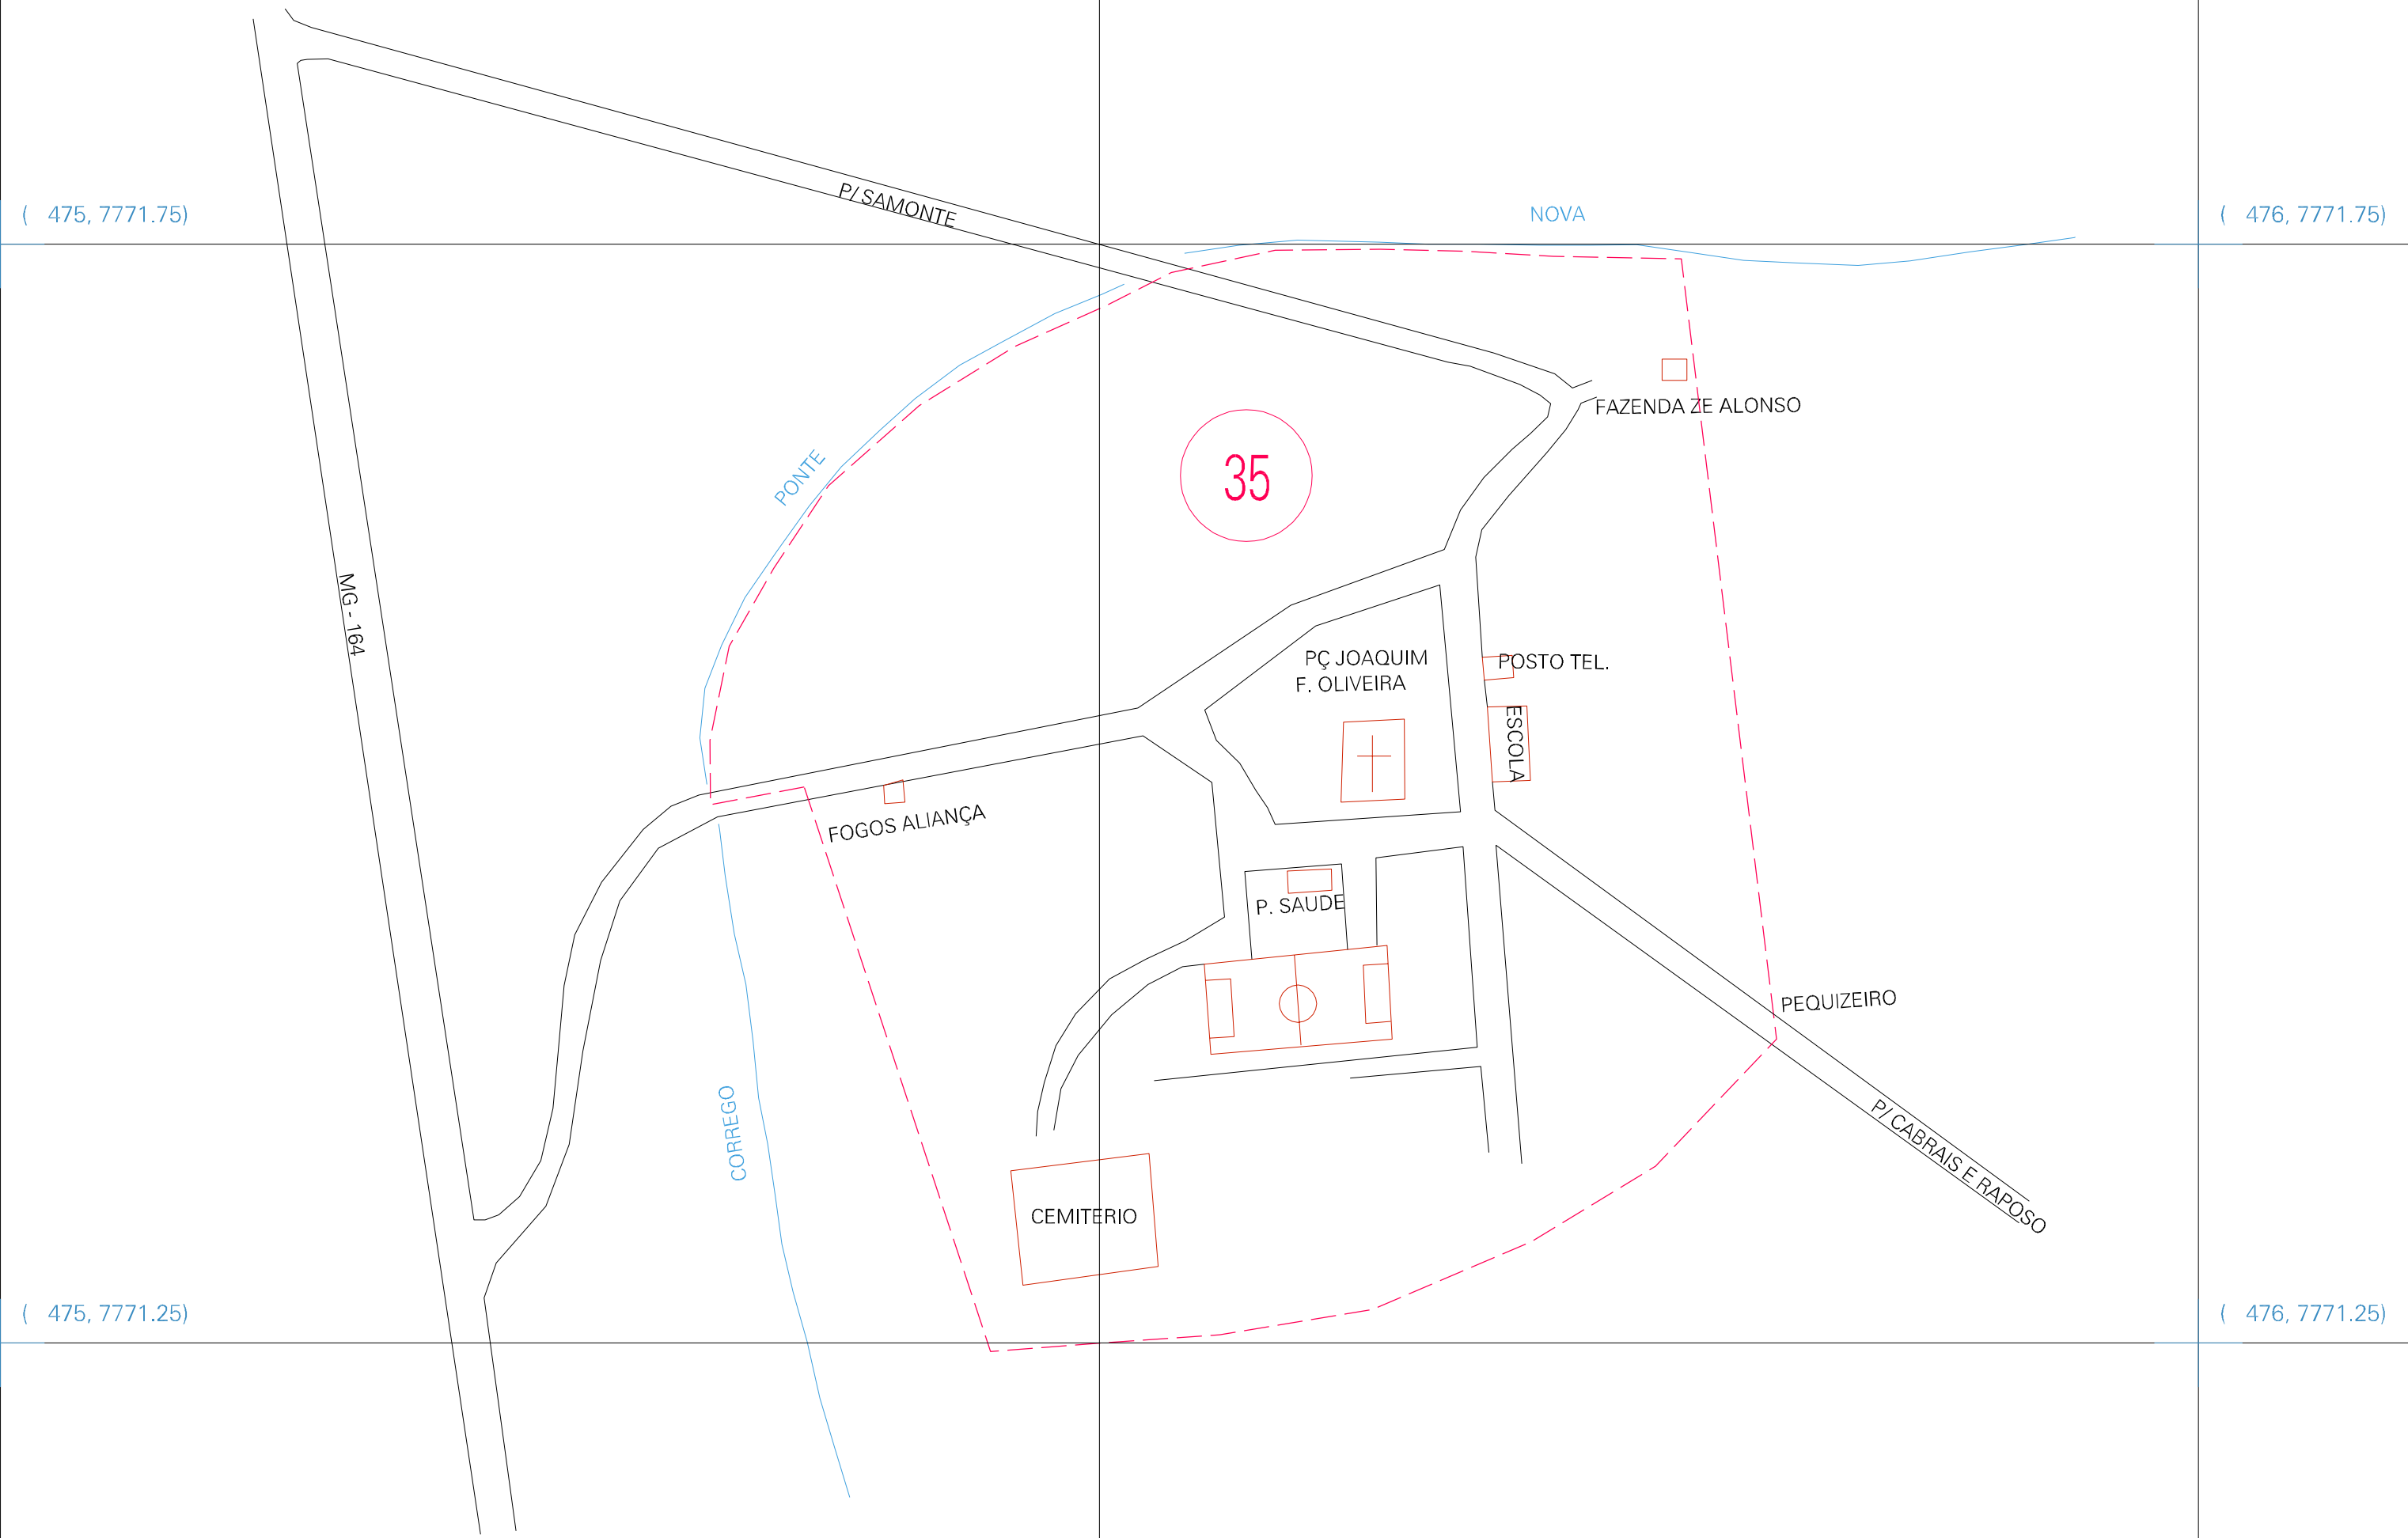 P/ SAMONTE
( 475, 7771.75)
NOVA
( 476, 7771.75)
FAZENDA ZE ALONSO
PONTE
35
MG - 164
PÇ JOAQUIM
F. OLIVEIRA
POSTO TEL.
ESCOLA
FOGOS ALIANÇA
P. SAUDE
PEQUIZEIRO
CORREGO
P/ CABRAIS E RAPOSO
CEMITERIO
( 475, 7771.25)
( 476, 7771.25)